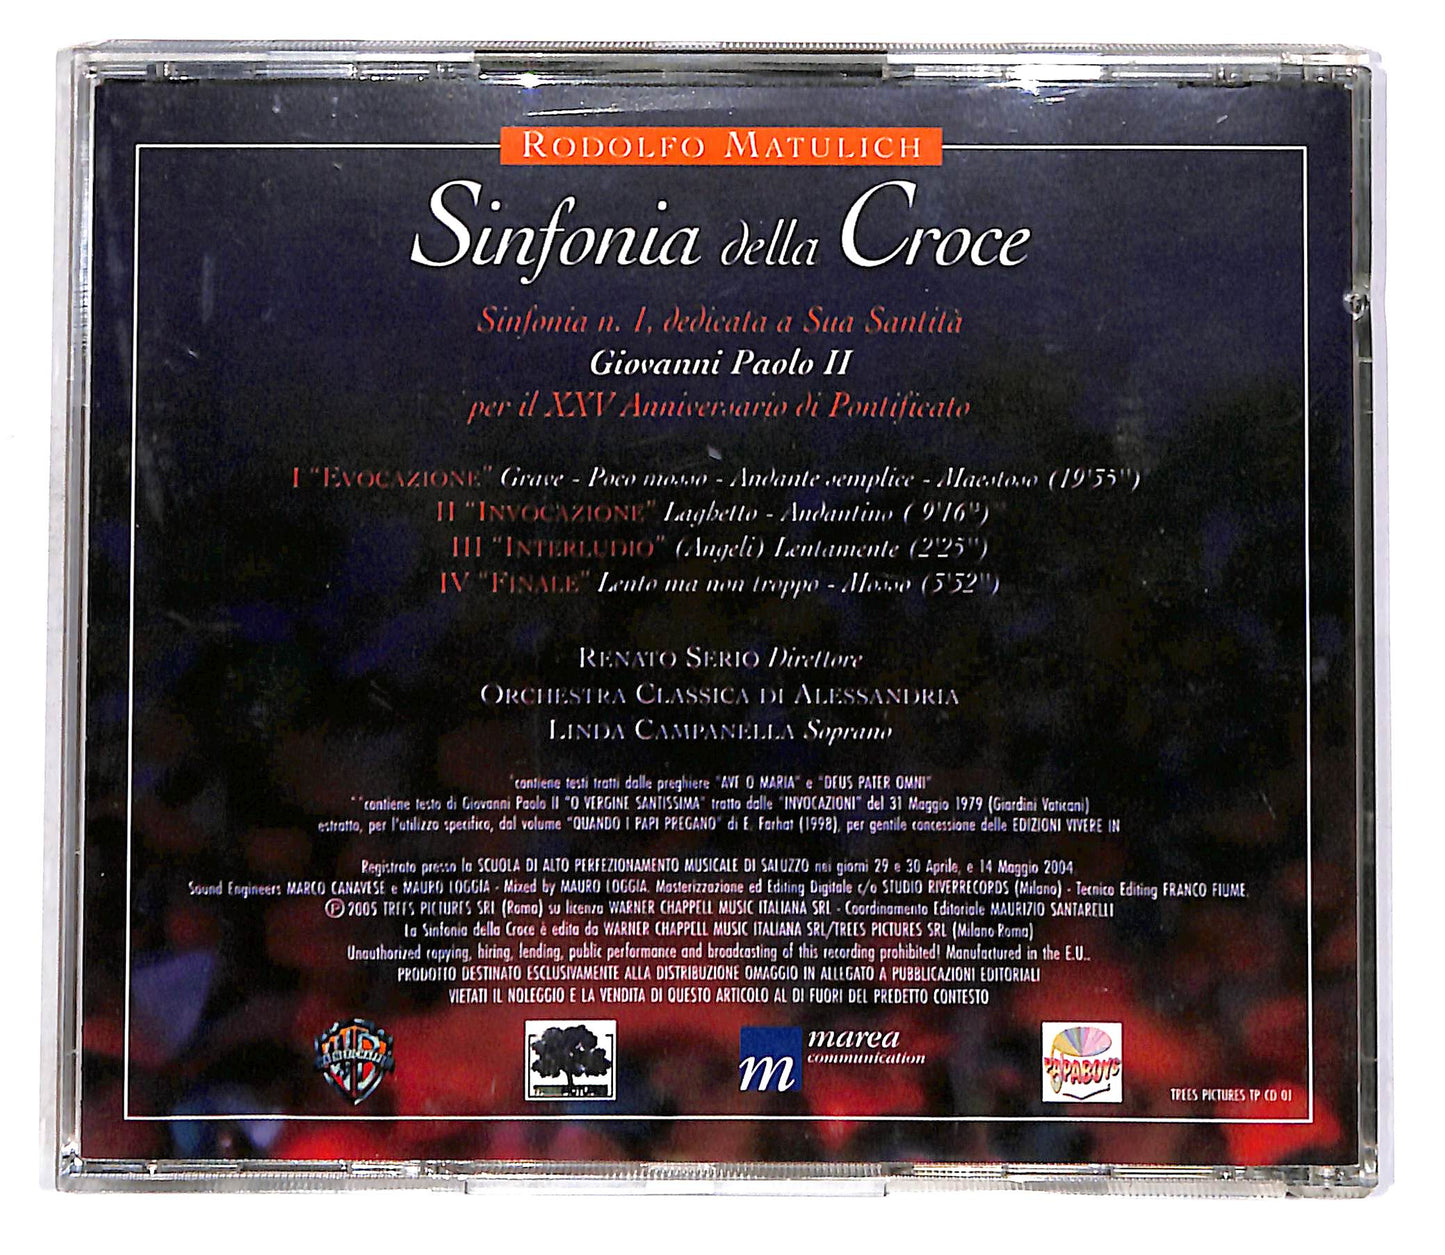 RODOLFO MATULICH
Sinfonia della Croce
Sinfonia n. 1, dedicata a Sua Santità
Giovanni Paolo II
per il XXV Anniversario di Pontificato
I "EVOCAZIONE" Grave - Poco mosso - Andante semplice - Maestoso (19'55")
II "INVOCAZIONE" Laghetto - Andantino ( 9'16")
III "INTERLUDIO" (Angeli) Lentamente (2'25")
IV "FINALE" Lento ma non troppo - Mosso (5'52")
RENATO SERIO Direttore
ORCHESTRA CLASSICA DI ALESSANDRIA
LINDA CAMPANELLA Soprano
*contiene testi tratti dalle preghiere "AVE O MARIA" e "DEUS PATER OMNI"
**contiene testo di Giovanni Paolo II "O VERGINE SANTISSIMA" tratto dalle "INVOCAZIONI" del 31 Maggio 1979 (Giardini Vaticani)
estratto, per l'utilizzo specifico, dal volume "QUANDO I PAPI PREGANO" di E. Farhat (1998), per gentile concessione delle EDIZIONI VIVERE IN
Registrato presso la SCUOLA DI ALTO PERFEZIONAMENTO MUSICALE DI SALUZZO nei giorni 29 e 30 Aprile, e 14 Maggio 2004
Sound Engineers MARCO CANAVESE e MAURO LOGGIA - Mixed by MAURO LOGGIA. Masterizzazione ed Editing Digitale c/o STUDIO RIVERRECORDS (Milano) - Tecnico Editing FRANCO FIUME.
℗ 2005 TREES PICTURES SRL (Roma) su licenza WARNER CHAPPELL MUSIC ITALIANA SRL - Coordinamento Editoriale MAURIZIO SANTARELLI
La Sinfonia della Croce è edita da WARNER CHAPPELL MUSIC ITALIANA SRL/TREES PICTURES SRL (Milano-Roma)
Unauthorized copying, hiring, lending, public performance and broadcasting of this recording prohibited! Manufactured in the E.U..
PRODOTTO DESTINATO ESCLUSIVAMENTE ALLA DISTRIBUZIONE OMAGGIO IN ALLEGATO A PUBBLICAZIONI EDITORIALI
VIETATI IL NOLEGGIO E LA VENDITA DI QUESTO ARTICOLO AL DI FUORI DEL PREDETTO CONTESTO
m marea
communication
PAPABOYS
TREES PICTURES TP CD 01